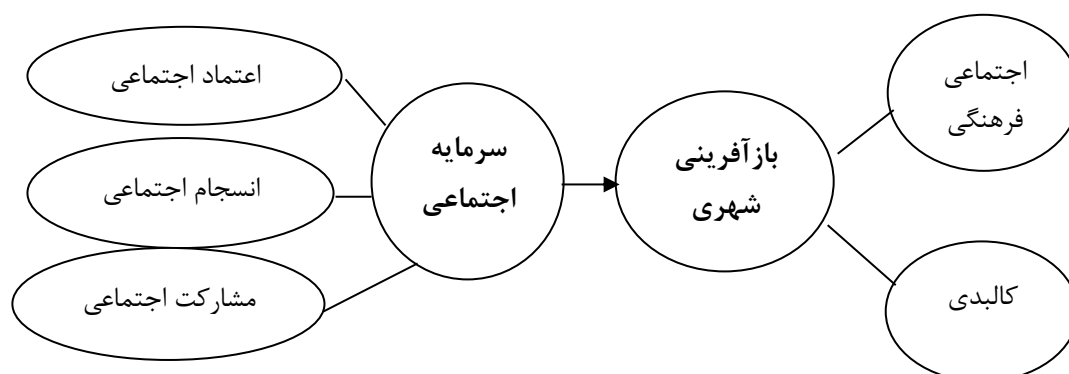 اجتماعی
فرهنگی
کالبدی
بازآفرینی
شهری
سرمایه
اجتماعی
اعتماد اجتماعی
انسجام اجتماعی
مشارکت اجتماعی